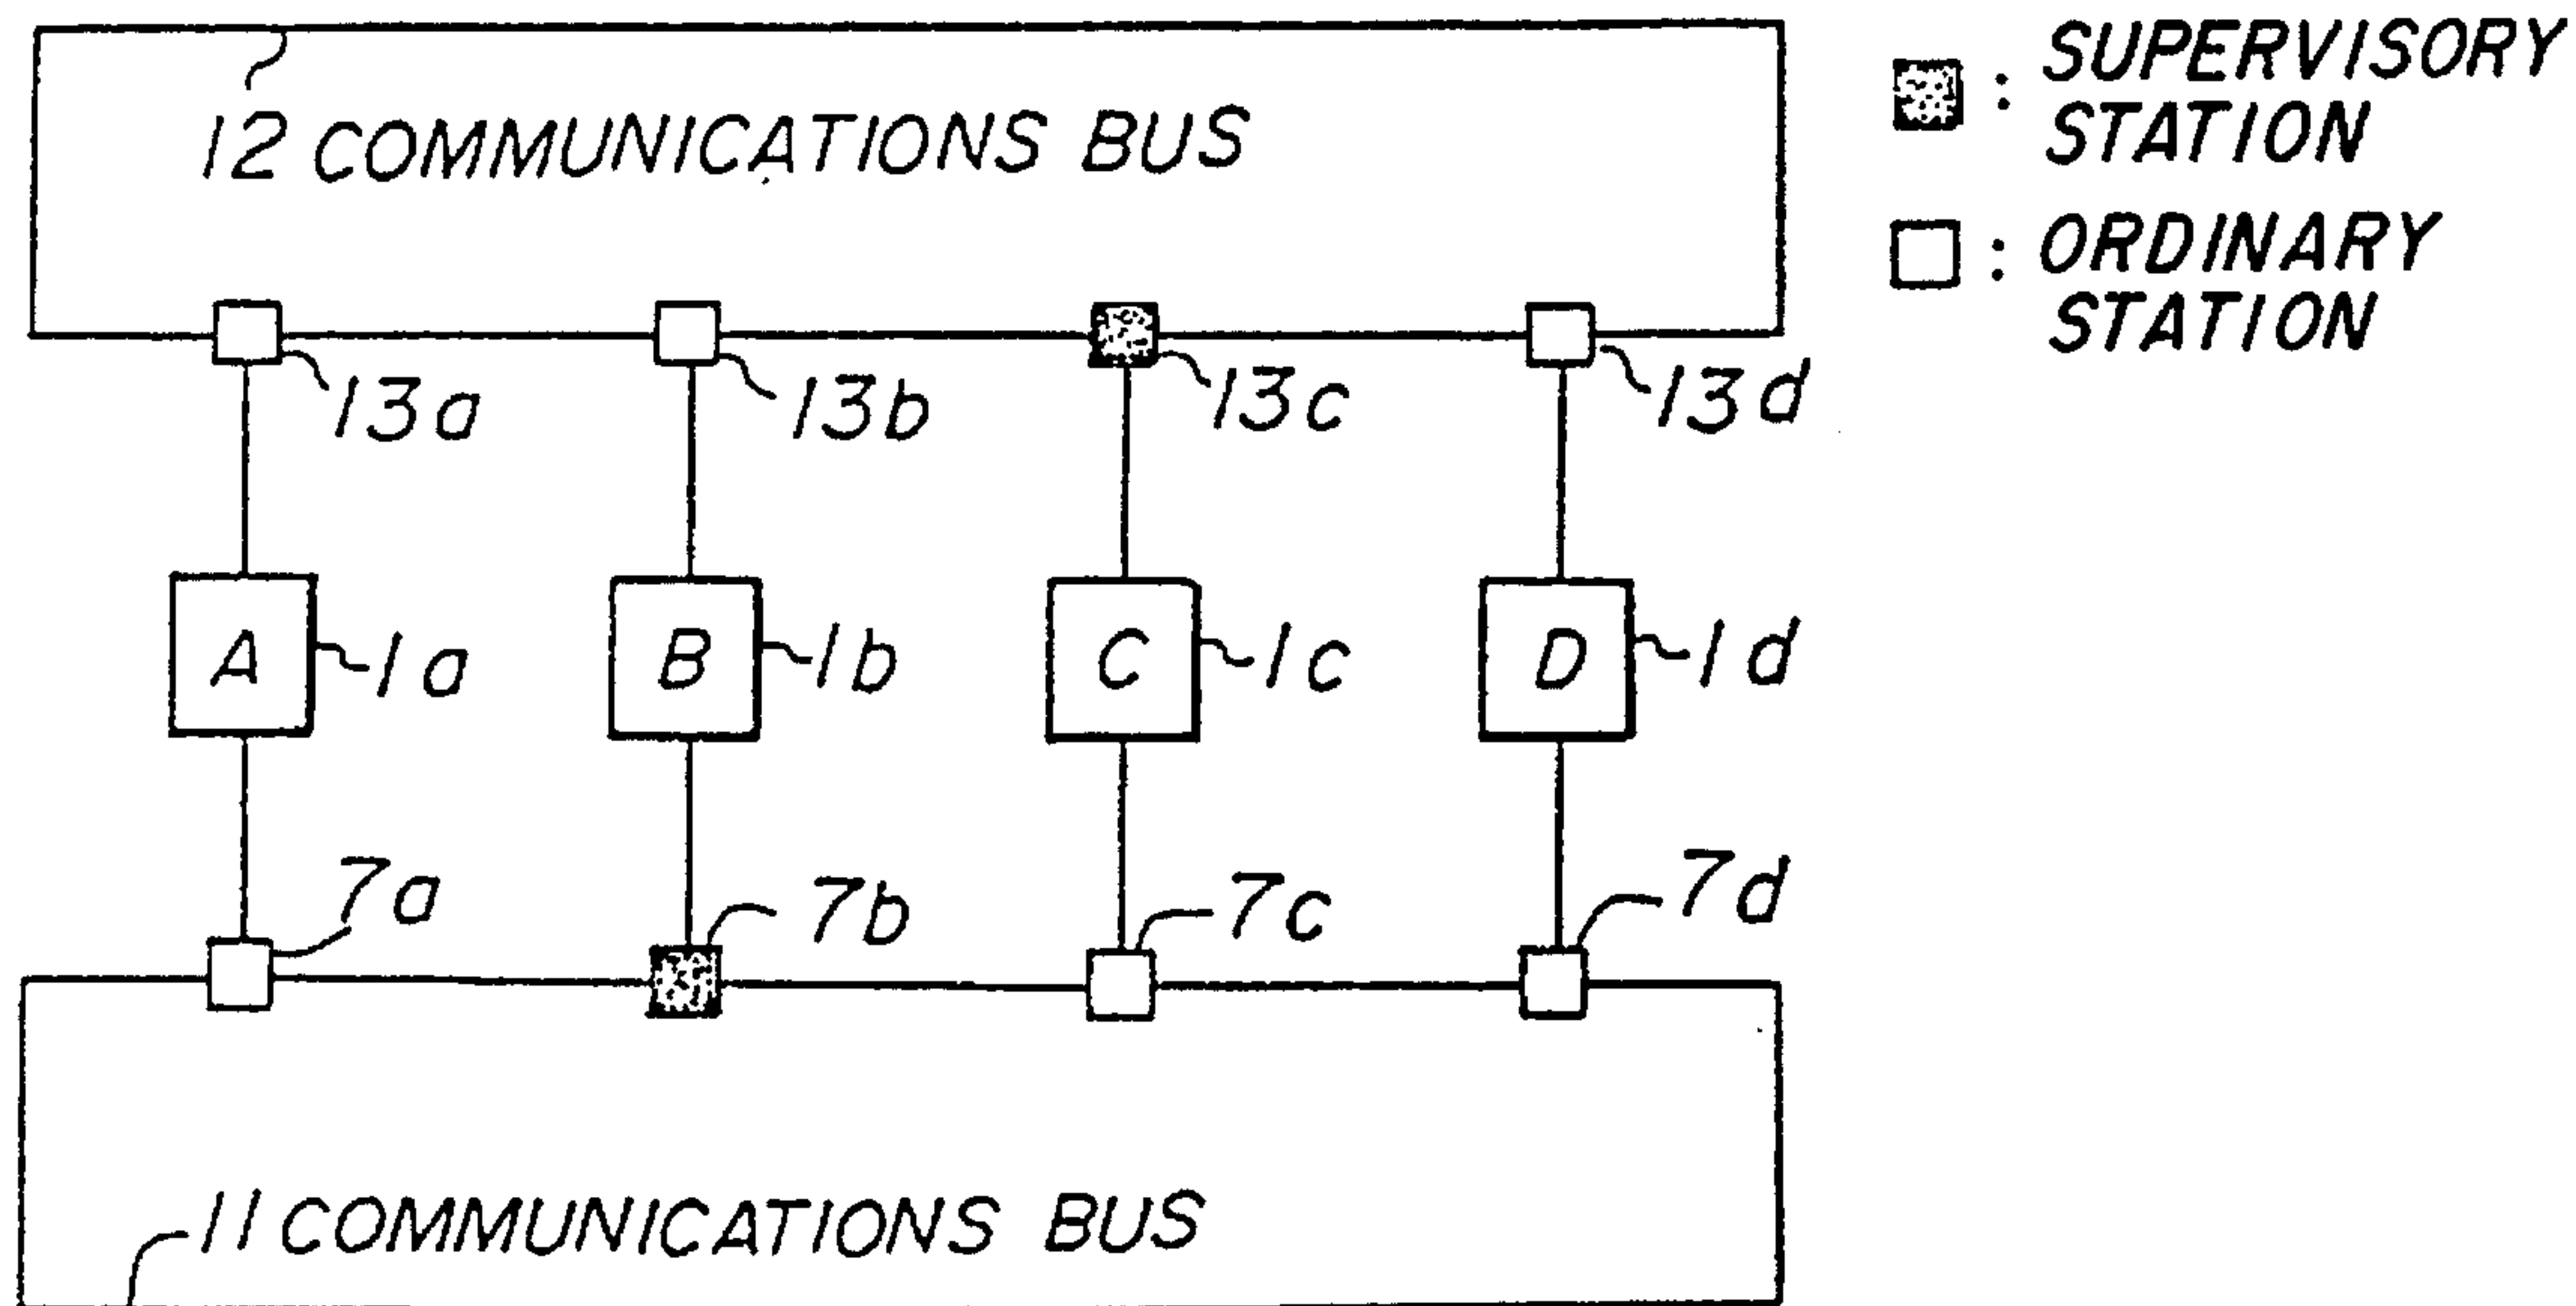 12 COMMUNICATIONS BUS
: SUPERVISORY
STATION
: ORDINARY
STATION
13a
13b
13c
13d
A
1a
B
1b
C
1c
D
1d
7a
7b
7c
7d
11 COMMUNICATIONS BUS